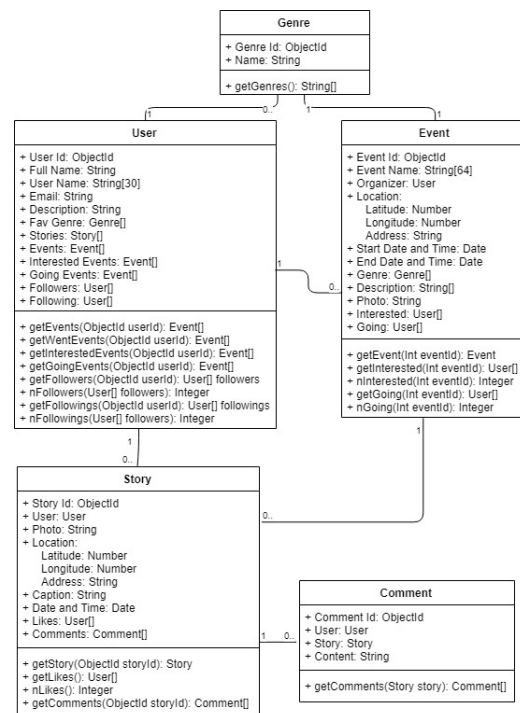 Genre
+ Genre Id: ObjectId
+ Name: String
+ getGenres(): String[]
1
0..
1
1
User
+ User Id: ObjectId
+ Full Name: String
+ User Name: String[30]
+ Email: String
+ Description: String
+ Fav Genre: Genre[]
+ Stories: Story[]
+ Events: Event[]
+ Interested Events: Event[]
+ Going Events: Event[]
+ Followers: User[]
+ Following: User[]
+ getEvents(ObjectId userId): Event[]
+ getWentEvents(ObjectId userId): Event[]
+ getInterestedEvents(ObjectId userId): Event[]
+ getGoingEvents(ObjectId userId): Event[]
+ getFollowers(ObjectId userId): User[] followers
+ nFollowers(User[] followers): Integer
+ getFollowings(ObjectId userId): User[] followings
+ nFollowings(User[] followers): Integer
1
0..
Event
+ Event Id: ObjectId
+ Event Name: String[64]
+ Organizer: User
+ Location:
Latitude: Number
Longitude: Number
Address: String
+ Start Date and Time: Date
+ End Date and Time: Date
+ Genre: Genre[]
+ Description: String[]
+ Photo: String
+ Interested: User[]
+ Going: User[]
+ getEvent(Int eventId): Event
+ getInterested(Int eventId): User[]
+ nInterested(Int eventId): Integer
+ getGoing(Int eventId): User[]
+ nGoing(Int eventId): Integer
1
0..
1
0..
Story
+ Story Id: ObjectId
+ User: User
+ Photo: String
+ Location:
Latitude: Number
Longitude: Number
Address: String
+ Caption: String
+ Date and Time: Date
+ Likes: User[]
+ Comments: Comment[]
+ getStory(ObjectId storyId): Story
+ getLikes(): User[]
+ nLikes(): Integer
+ getComments(ObjectId storyId): Comment[]
1
0..
Comment
+ Comment Id: ObjectId
+ User: User
+ Story: Story
+ Content: String
+ getComments(Story story): Comment[]